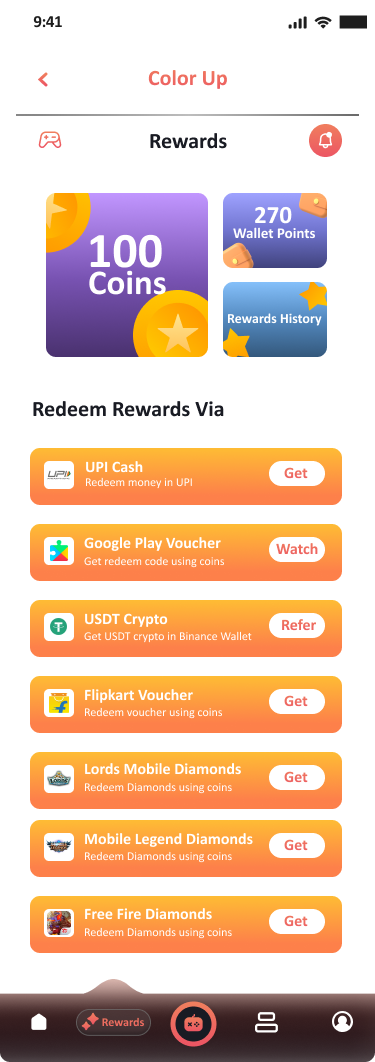 9:41
Color Up
Rewards
100
Coins
270
Wallet Points
Rewards History
Redeem Rewards Via
UPI
UPI Cash
Redeem money in UPI
Get
Google Play Voucher
Get redeem code using coins
Watch
USDT Crypto
Get USDT crypto in Binance Wallet
Refer
Flipkart Voucher
Redeem voucher using coins
Get
LORDS
Lords Mobile Diamonds
Redeem Diamonds using coins
Get
Mobile Legend Diamonds
Redeem Diamonds using coins
Get
Free Fire Diamonds
Redeem Diamonds using coins
Get
Rewards